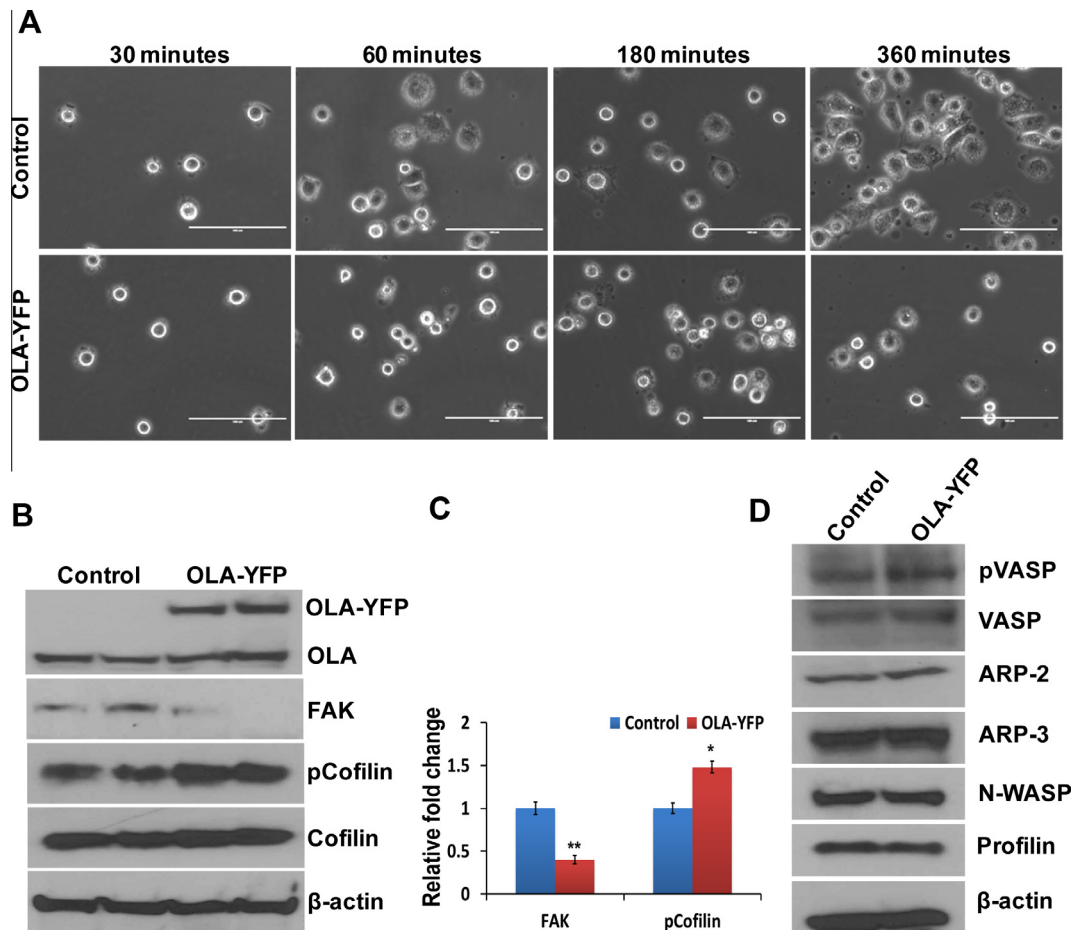 A
30 minutes 60 minutes 180 minutes 360 minutes
Control
OLA-YFP
B
Control OLA-YFP
OLA-YFP
OLA
FAK
pCofilin
Cofilin
β-actin
C
Control OLA-YFP
Relative fold change
2
1.5
1
0.5
0
**
*
FAK pCofilin
D
Control OLA-YFP
pVASP
VASP
ARP-2
ARP-3
N-WASP
Profilin
β-actin